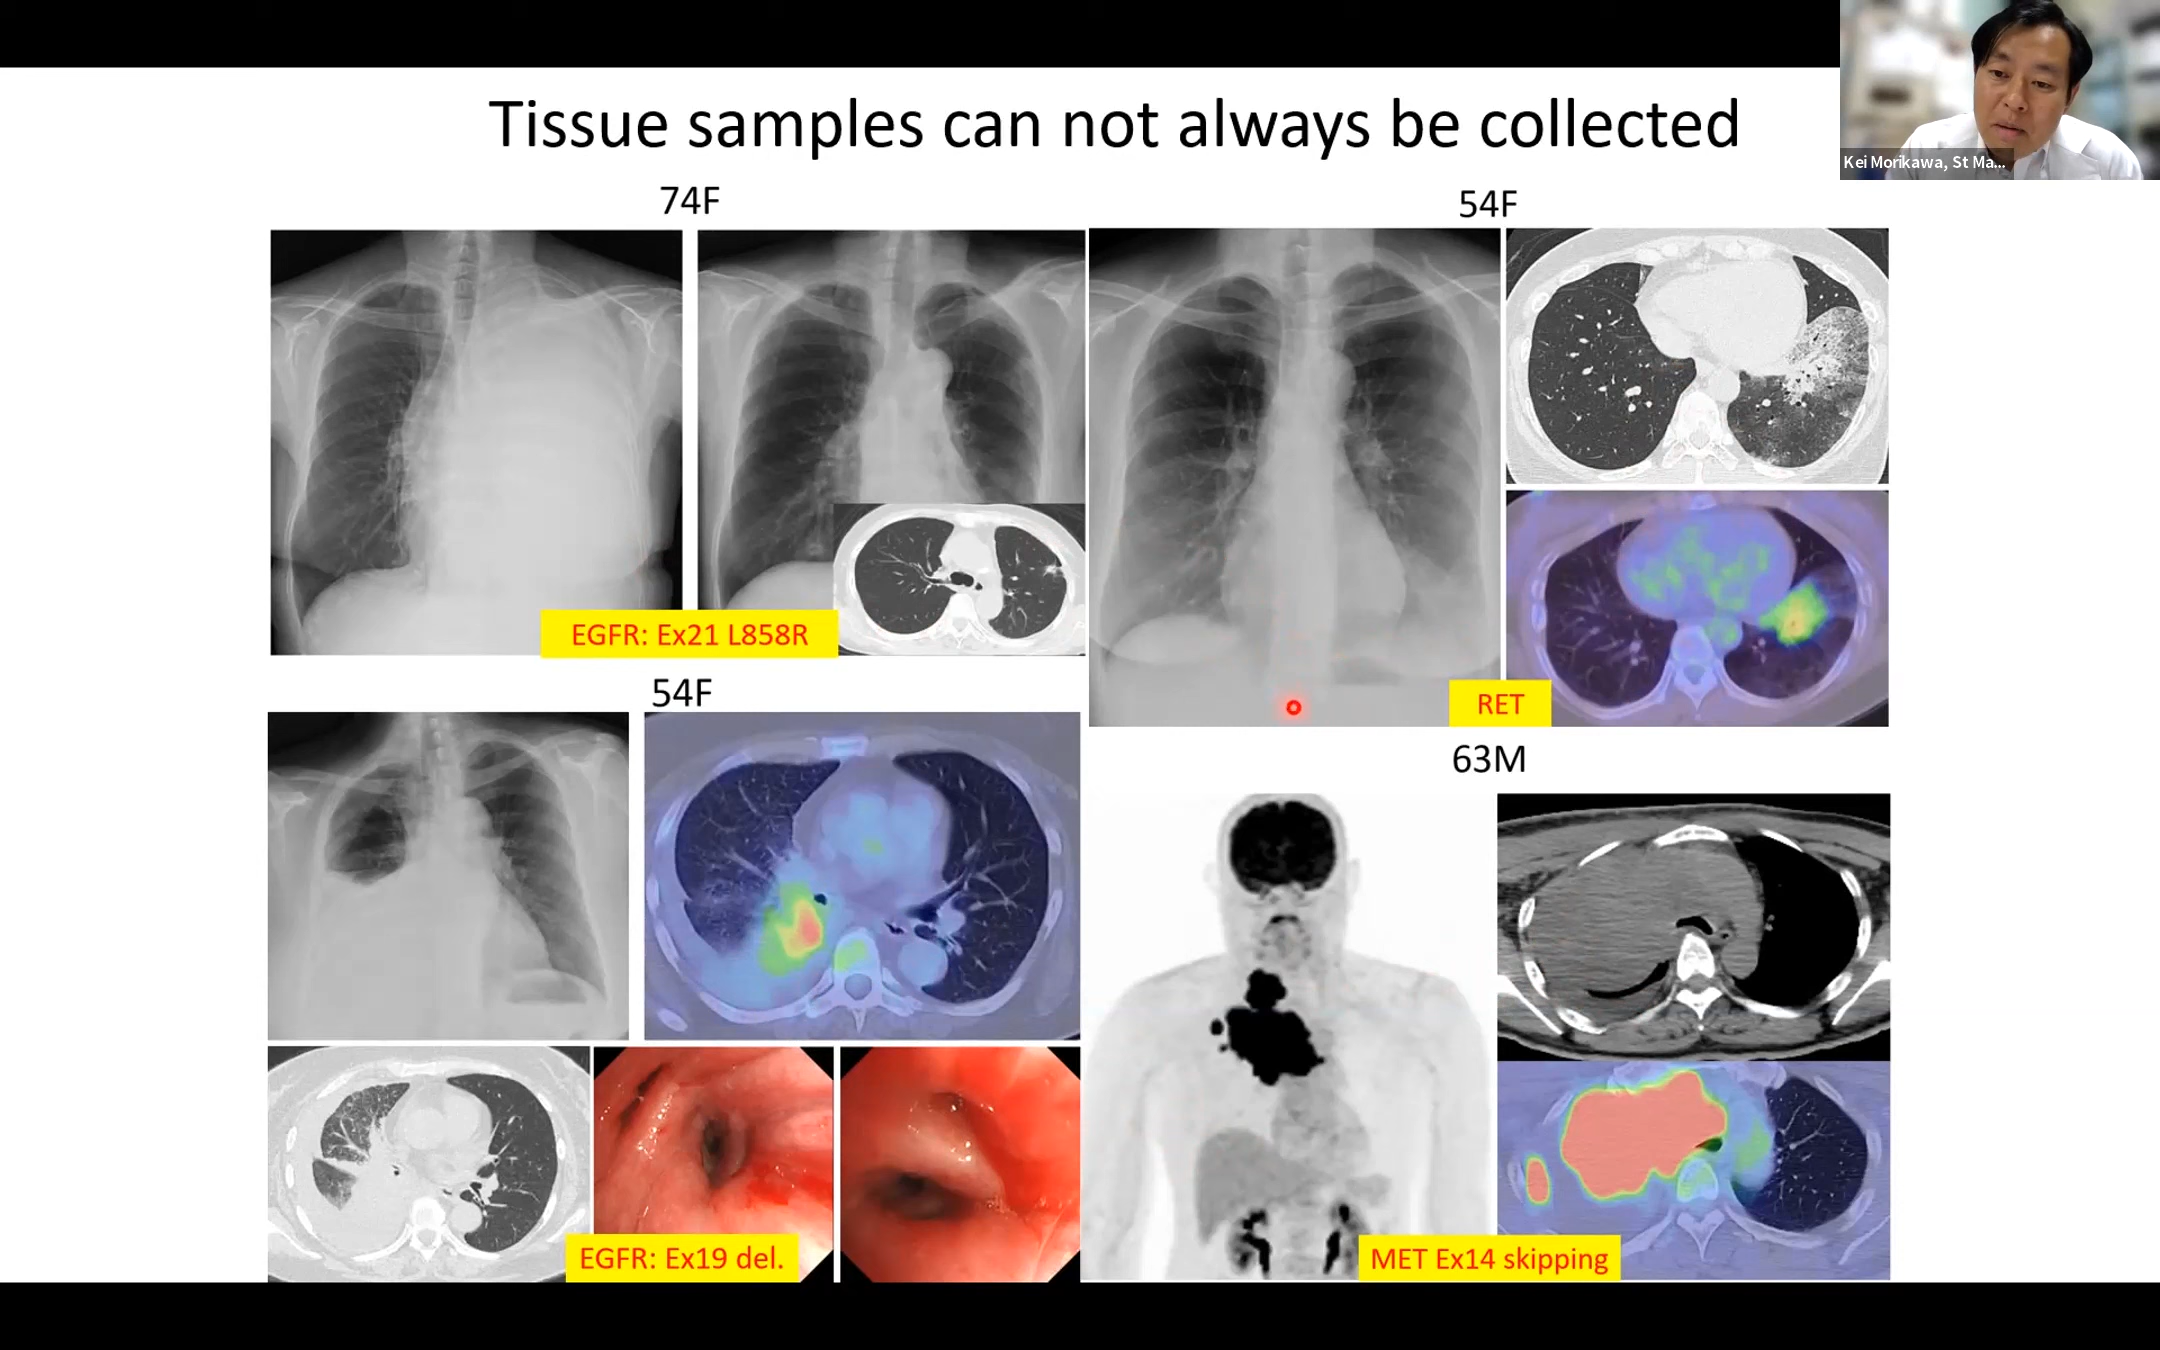 Tissue samples can not always be collected
Kei Morikawa, St Ma...
74F
54F
EGFR: Ex21 L858R
RET
54F
63M
EGFR: Ex19 del.
MET Ex14 skipping